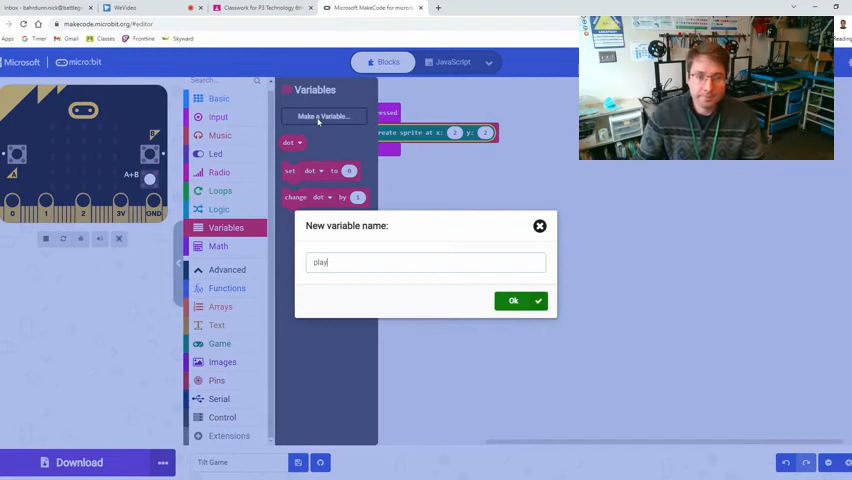 Inbox - bahrdunn.nick@battleg
WeVideo
Classwork for P3 Technology 6th
Microsoft MakeCode for micro:b
makecode.microbit.org/#editor
Apps
Gmail
Classes
Frontline
Skyward
Reading
Microsoft
micro:bit
Blocks
JavaScript
Search...
Basic
Input
Music
Led
Radio
Loops
Logic
Variables
Math
Advanced
Functions
Arrays
Text
Game
Images
Pins
Serial
Control
Extensions
Variables
Make a Variable...
dot
set dot to 0
change dot by 1
essed
reate sprite at x: 2 y: 2
B
A
A+B
0 1 2 3V GND
New variable name:
play
Ok
Download
Tilt Game